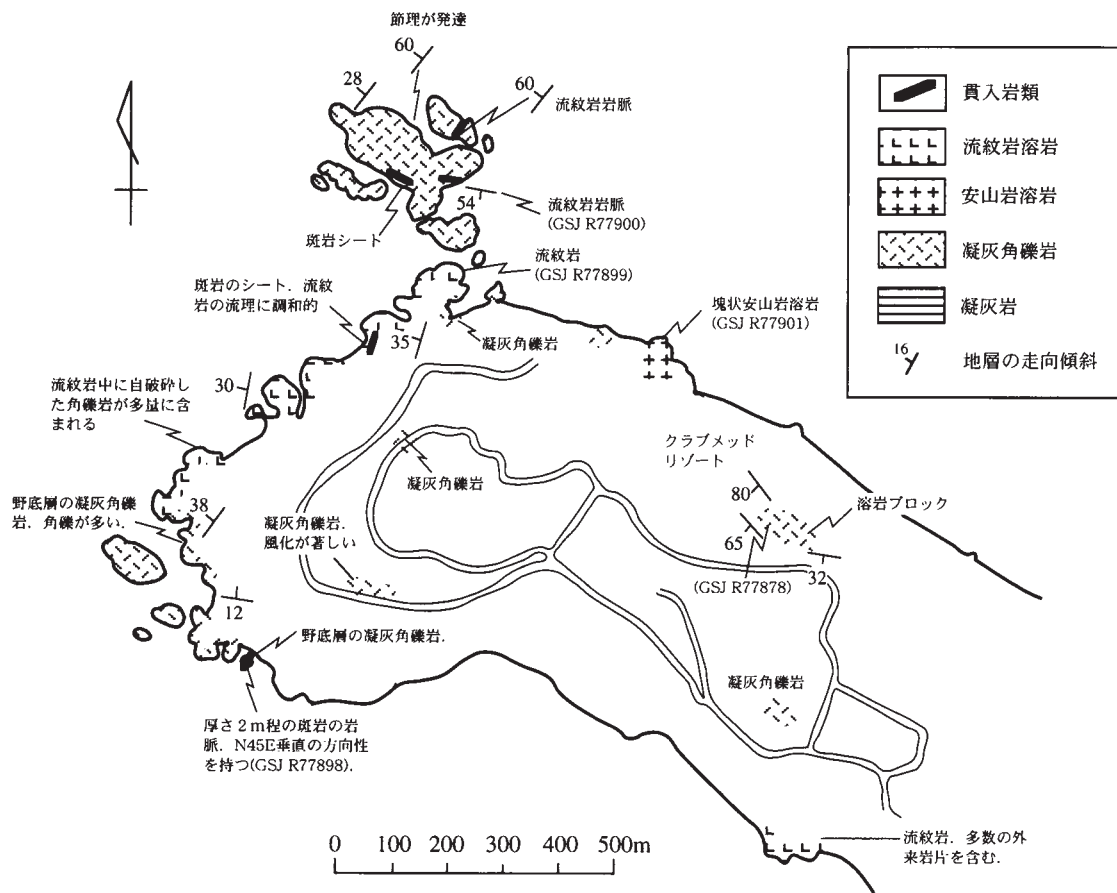 節理が発達
60
28
60
流紋岩岩脈
54
流紋岩岩脈
(GSJ R77900)
斑岩シート
流紋岩
(GSJ R77899)
斑岩のシート．流紋
岩の流理に調和的
35
凝灰角礫岩
塊状安山岩溶岩
(GSJ R77901)
30
流紋岩中に自破砕し
た角礫岩が多量に含
まれる
クラブメッド
リゾート
凝灰角礫岩
80
溶岩ブロック
野底層の凝灰角礫
岩．角礫が多い．
38
凝灰角礫岩．
風化が著しい
65
(GSJ R77878)
32
12
野底層の凝灰角礫岩．
凝灰角礫岩
厚さ2m程の斑岩の岩
脈．N45E垂直の方向性
を持つ(GSJ R77898)．
流紋岩．多数の外
来岩片を含む．
0 100 200 300 400 500m
貫入岩類
流紋岩溶岩
安山岩溶岩
凝灰角礫岩
凝灰岩
16
地層の走向傾斜